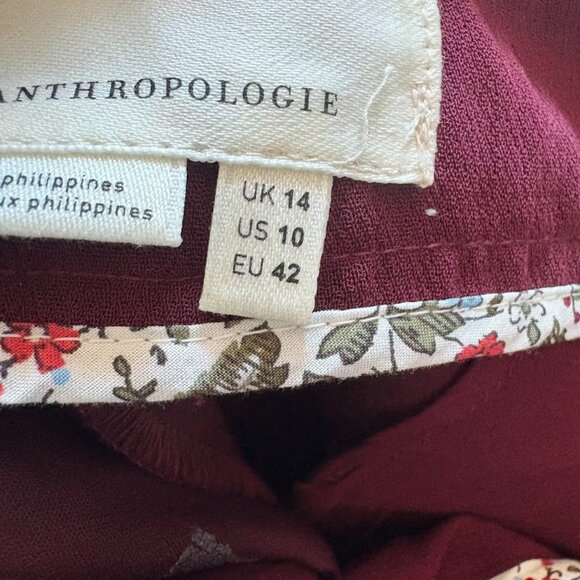 ANTHROPOLOGIE
philippines
ux philippines
UK 14
US 10
EU 42